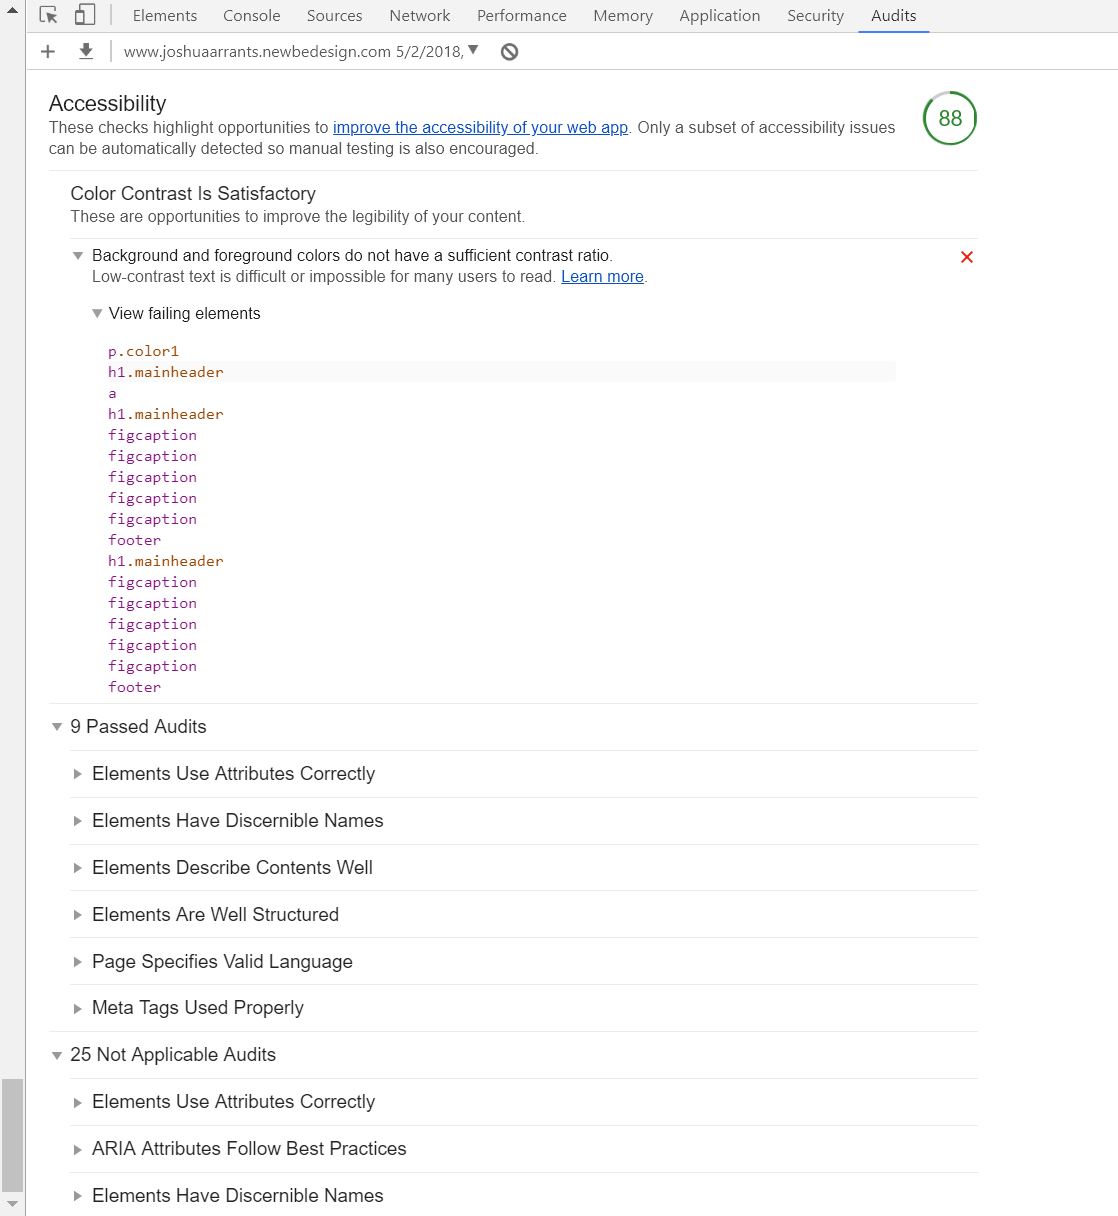 Elements Console Sources Network Performance Memory Application Security Audits
www.joshuaarrants.newbedesign.com 5/2/2018,
Accessibility
These checks highlight opportunities to improve the accessibility of your web app. Only a subset of accessibility issues
can be automatically detected so manual testing is also encouraged.
88
Color Contrast Is Satisfactory
These are opportunities to improve the legibility of your content.
Background and foreground colors do not have a sufficient contrast ratio.
Low-contrast text is difficult or impossible for many users to read. Learn more.
View failing elements
p.color1
h1.mainheader
a
h1.mainheader
figcaption
figcaption
figcaption
figcaption
figcaption
footer
h1.mainheader
figcaption
figcaption
figcaption
figcaption
figcaption
footer
9 Passed Audits
Elements Use Attributes Correctly
Elements Have Discernible Names
Elements Describe Contents Well
Elements Are Well Structured
Page Specifies Valid Language
Meta Tags Used Properly
25 Not Applicable Audits
Elements Use Attributes Correctly
ARIA Attributes Follow Best Practices
Elements Have Discernible Names